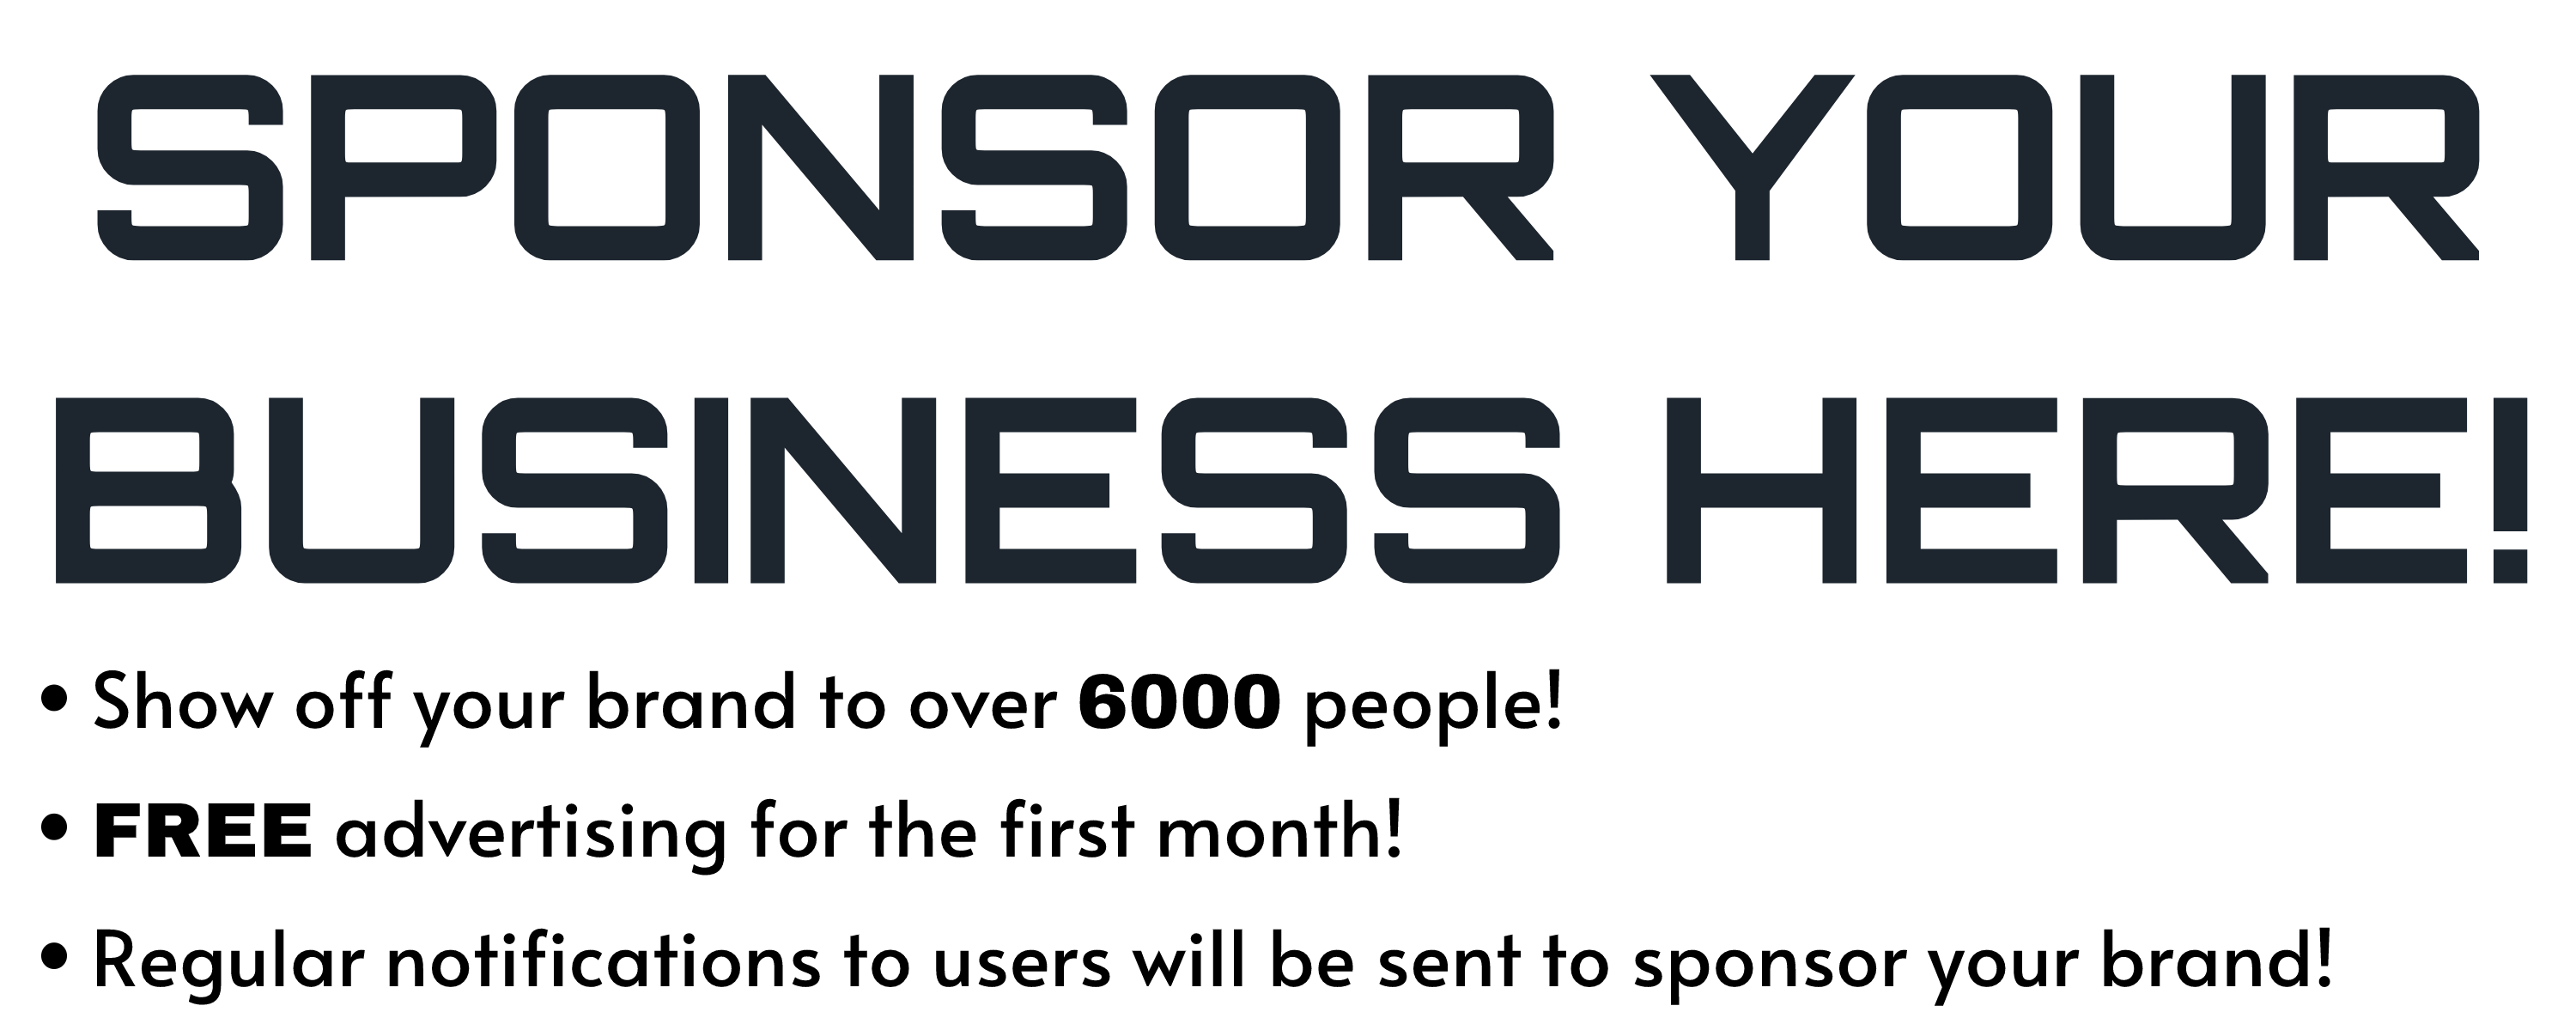 SPONSOR YOUR
BUSINESS HERE!
• Show off your brand to over 6000 people!
• FREE advertising for the first month!
• Regular notifications to users will be sent to sponsor your brand!